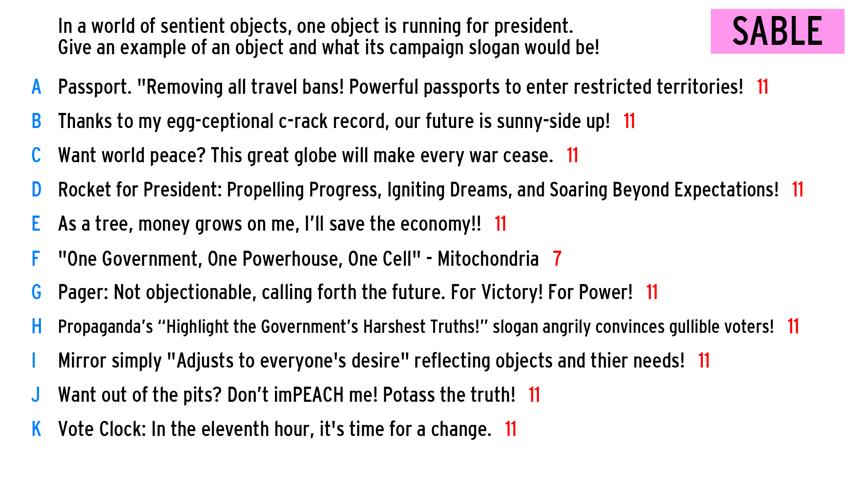 In a world of sentient objects, one object is running for president.
Give an example of an object and what its campaign slogan would be!
SABLE
A Passport. "Removing all travel bans! Powerful passports to enter restricted territories! 11
B Thanks to my egg-ceptional c-rack record, our future is sunny-side up! 11
C Want world peace? This great globe will make every war cease. 11
D Rocket for President: Propelling Progress, Igniting Dreams, and Soaring Beyond Expectations! 11
E As a tree, money grows on me, I’ll save the economy!! 11
F "One Government, One Powerhouse, One Cell" - Mitochondria 7
G Pager: Not objectionable, calling forth the future. For Victory! For Power! 11
H Propaganda’s “Highlight the Government’s Harshest Truths!” slogan angrily convinces gullible voters! 11
I Mirror simply "Adjusts to everyone's desire" reflecting objects and thier needs! 11
J Want out of the pits? Don’t imPEACH me! Potass the truth! 11
K Vote Clock: In the eleventh hour, it's time for a change. 11